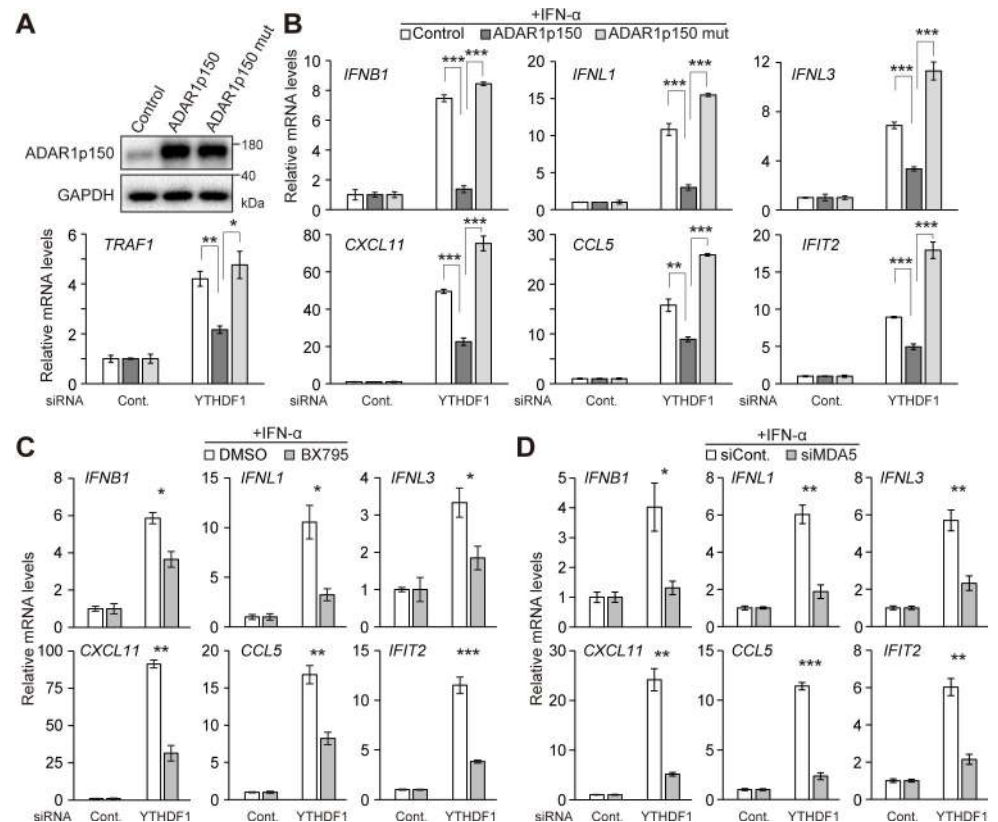 A
Control
ADAR1p150
ADAR1p150 mut
ADAR1p150
180
40
GAPDH
kDa
Relative mRNA levels
TRAF1
** *
6
4
2
0
siRNA Cont. YTHDF1
B
+IFN-α
Control ADAR1p150 ADAR1p150 mut
Relative mRNA levels
IFNB1
*** ***
10
8
6
4
2
0
IFNL1
*** ***
20
15
10
5
0
IFNL3
*** ***
12
8
4
0
Relative mRNA levels
CXCL11
*** ***
80
60
40
20
0
siRNA Cont. YTHDF1
CCL5
** ***
30
20
10
0
Cont. YTHDF1
IFIT2
*** ***
20
15
10
5
0
Cont. YTHDF1
C
+IFN-α
DMSO BX795
Relative mRNA levels
IFNB1
*
8
6
4
2
0
IFNL1
*
15
10
5
0
IFNL3
*
4
3
2
1
0
CXCL11
**
100
75
50
25
0
siRNA Cont. YTHDF1
CCL5
**
20
15
10
5
0
Cont. YTHDF1
IFIT2
***
15
10
5
0
Cont. YTHDF1
D
+IFN-α
siCont. siMDA5
Relative mRNA levels
IFNB1
*
5
4
3
2
1
0
IFNL1
**
8
6
4
2
0
IFNL3
**
8
6
4
2
0
CXCL11
**
30
20
10
0
siRNA Cont. YTHDF1
CCL5
***
15
10
5
0
Cont. YTHDF1
IFIT2
**
8
6
4
2
0
Cont. YTHDF1